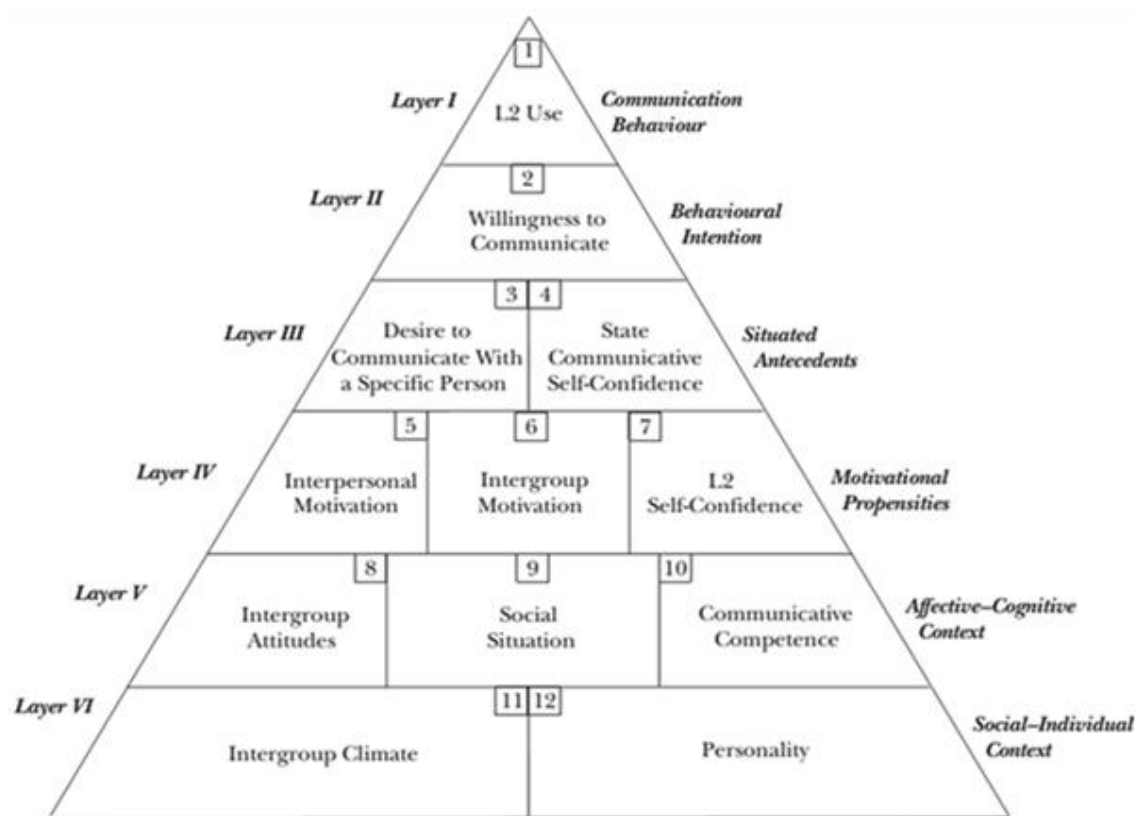 1
Layer I
L2 Use
Communication
Behaviour
2
Layer II
Willingness to
Communicate
Behavioural
Intention
3 4
Layer III
Desire to
Communicate With
a Specific Person
State
Communicative
Self-Confidence
Situated
Antecedents
5 6 7
Layer IV
Interpersonal
Motivation
Intergroup
Motivation
L2
Self-Confidence
Motivational
Propensities
8 9 10
Layer V
Intergroup
Attitudes
Social
Situation
Communicative
Competence
Affective–Cognitive
Context
11 12
Layer VI
Intergroup Climate
Personality
Social–Individual
Context